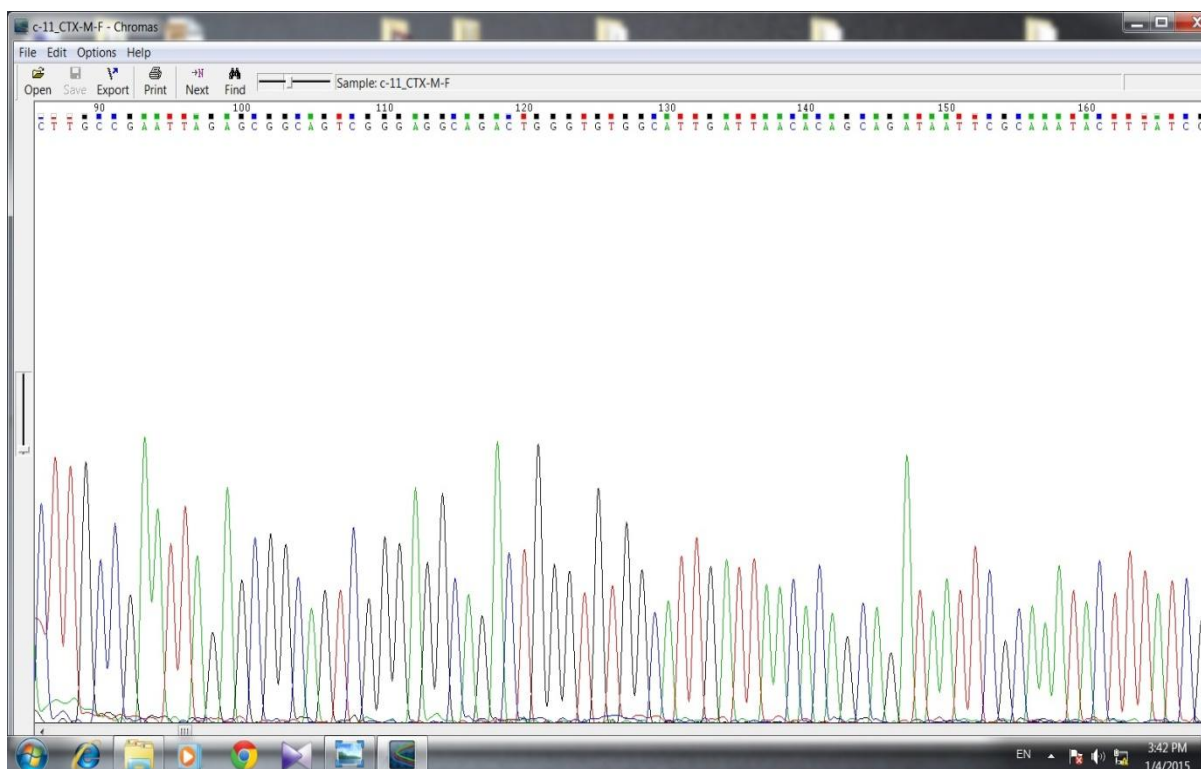 c-11_CTX-M-F - Chromas
File Edit Options Help
Open Save Export Print Next Find Sample: c-11_CTX-M-F
90 100 110 120 130 140 150 160
CTTGCCGAATTAGAGCGGCAGTCGGGAGGCAGACTGGGTGTGGCATTGATTAACACAGCAGATAATTCGCAAATACTTTATC
EN 3:42 PM
1/4/2015